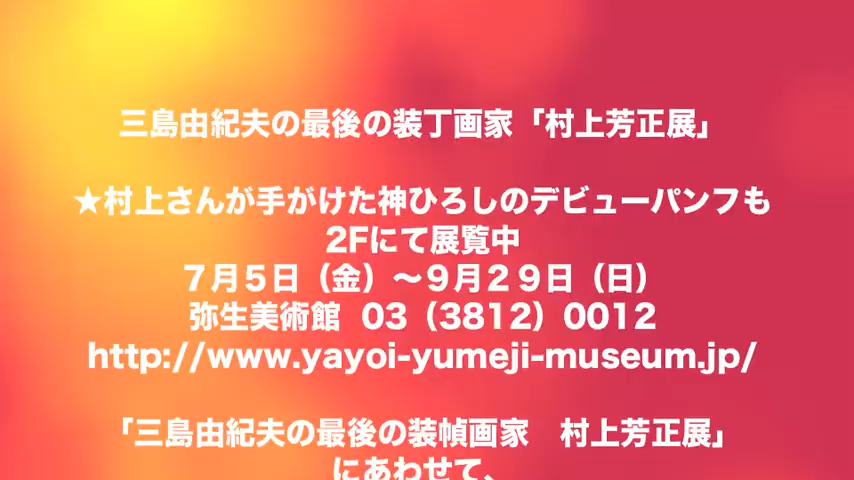 三島由紀夫の最後の装丁画家「村上芳正展」
★村上さんが手がけた神ひろしのデビューパンフも
2Fにて展覧中
７月５日（金）〜９月２９日（日）
弥生美術館 03（3812）0012
http://www.yayoi-yumeji-museum.jp/
「三島由紀夫の最後の装幀画家　村上芳正展」
にあわせて、